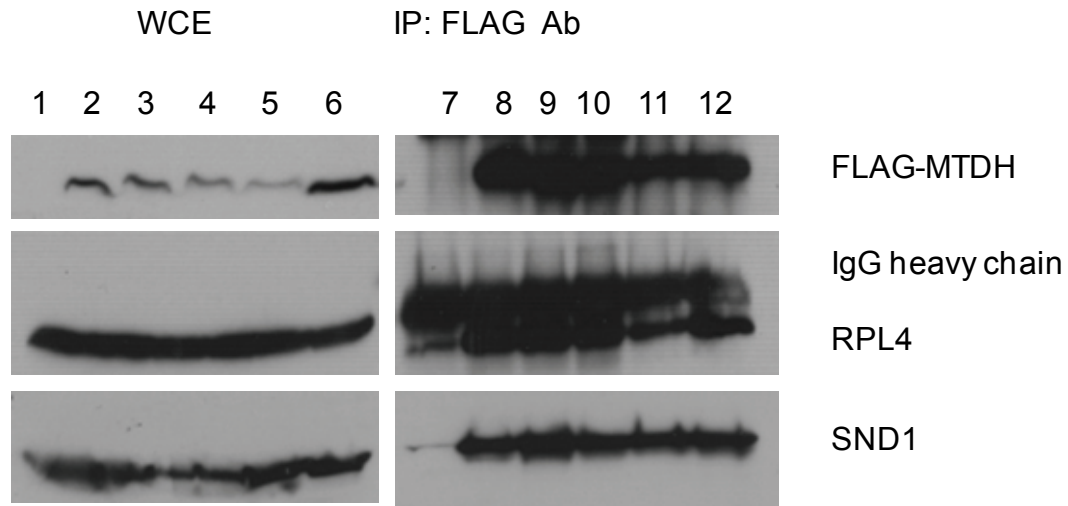 WCE IP: FLAG Ab
1 2 3 4 5 6 7 8 9 10 11 12
FLAG-MTDH
IgG heavy chain
RPL4
SND1